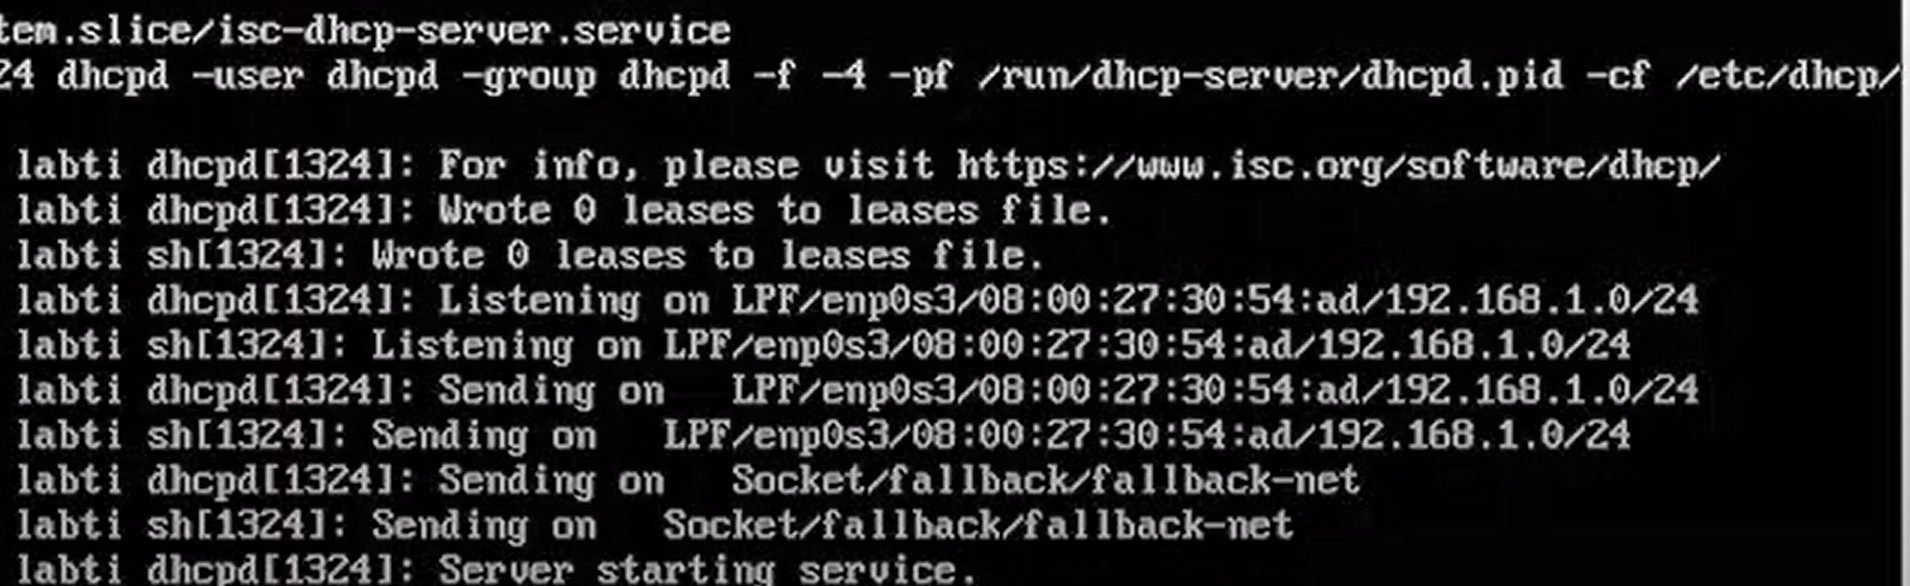 tem.slice/isc-dhcp-server.service
24 dhcpd -user dhcpd -group dhcpd -f -4 -pf /run/dhcp-server/dhcpd.pid -cf /etc/dhcp/
labti dhcpd[1324]: For info, please visit https://www.isc.org/software/dhcp/
labti dhcpd[1324]: Wrote 0 leases to leases file.
labti sh[1324]: Wrote 0 leases to leases file.
labti dhcpd[1324]: Listening on LPF/enp0s3/08:00:27:30:54:ad/192.168.1.0/24
labti sh[1324]: Listening on LPF/enp0s3/08:00:27:30:54:ad/192.168.1.0/24
labti dhcpd[1324]: Sending on   LPF/enp0s3/08:00:27:30:54:ad/192.168.1.0/24
labti sh[1324]: Sending on   LPF/enp0s3/08:00:27:30:54:ad/192.168.1.0/24
labti dhcpd[1324]: Sending on   Socket/fallback/fallback-net
labti sh[1324]: Sending on   Socket/fallback/fallback-net
labti dhcpd[1324]: Server starting service.